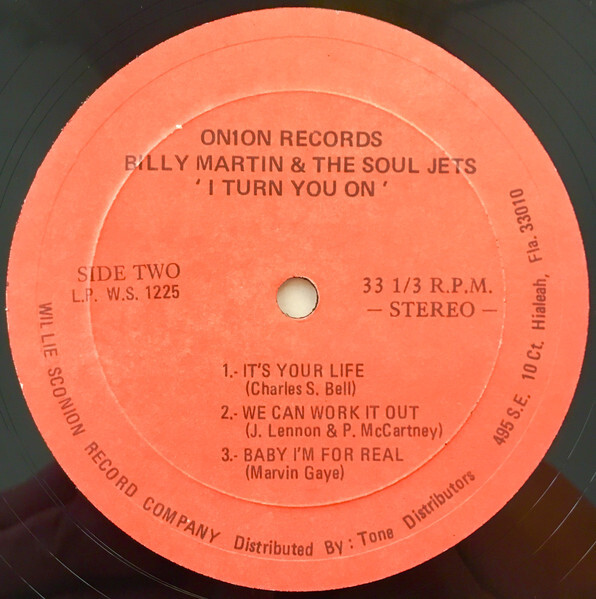 ON1ON RECORDS
BILLY MARTIN & THE SOUL JETS
' I TURN YOU ON '
SIDE TWO
L.P. W.S. 1225
33 1/3 R.P.M.
— STEREO —
1.- IT'S YOUR LIFE
(Charles S. Bell)
2.- WE CAN WORK IT OUT
(J. Lennon & P. McCartney)
3.- BABY I'M FOR REAL
(Marvin Gaye)
WILLIE SCONION RECORD COMPANY Distributed By: Tone Distributors 495 S.E. 10 Ct. Hialeah, Fla. 33010